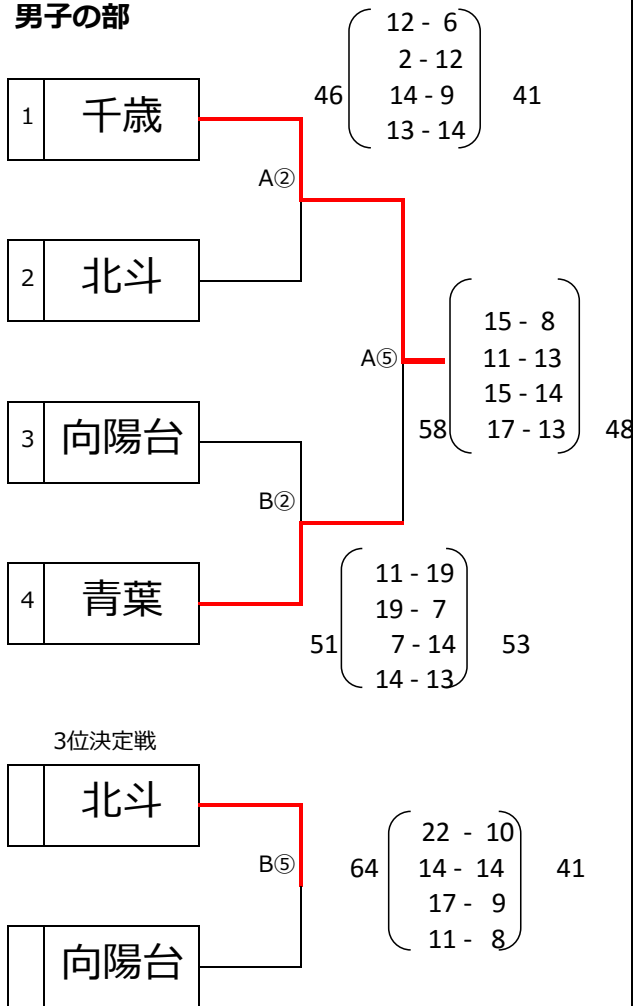 男子の部
12 - 6
2 - 12
46 14 - 9 41
13 - 14
1 千歳
A②
2 北斗
15 - 8
11 - 13
A⑤
15 - 14
58 17 - 13 48
3 向陽台
B②
4 青葉
11 - 19
19 - 7
51 7 - 14 53
14 - 13
3位決定戦
北斗
22 - 10
B⑤ 64 14 - 14 41
17 - 9
11 - 8
向陽台